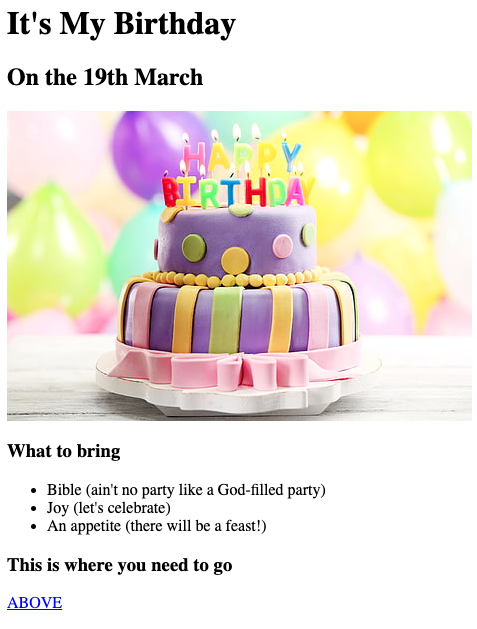 It's My Birthday
On the 19th March
HAPPY
BIRTHDAY
What to bring
Bible (ain't no party like a God-filled party)
Joy (let's celebrate)
An appetite (there will be a feast!)
This is where you need to go
ABOVE